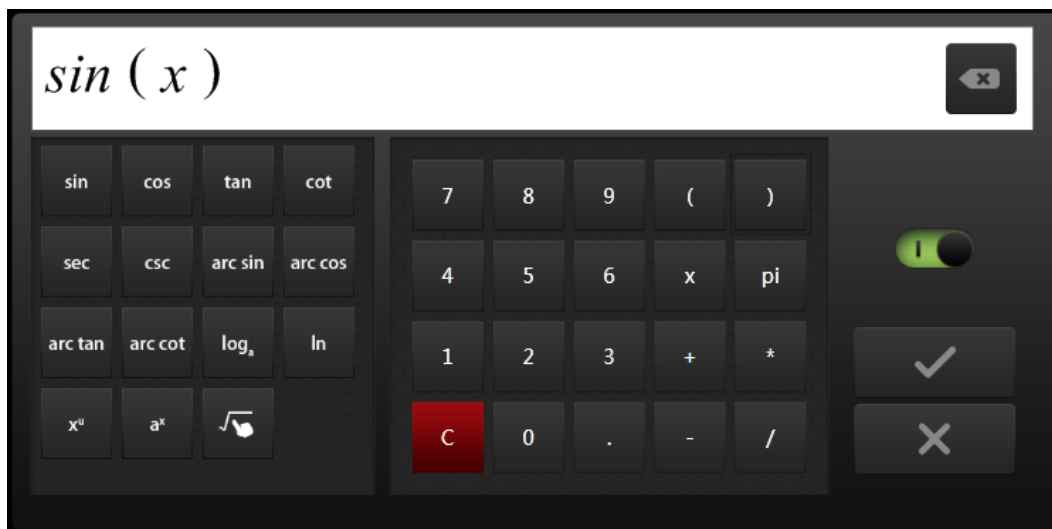 sin ( x )
sin cos tan cot
7 8 9 ( )
sec csc arc sin arc cos
4 5 6 x pi
arc tan arc cot logₐ ln
1 2 3 + *
xᵘ aˣ √
C 0 . - /